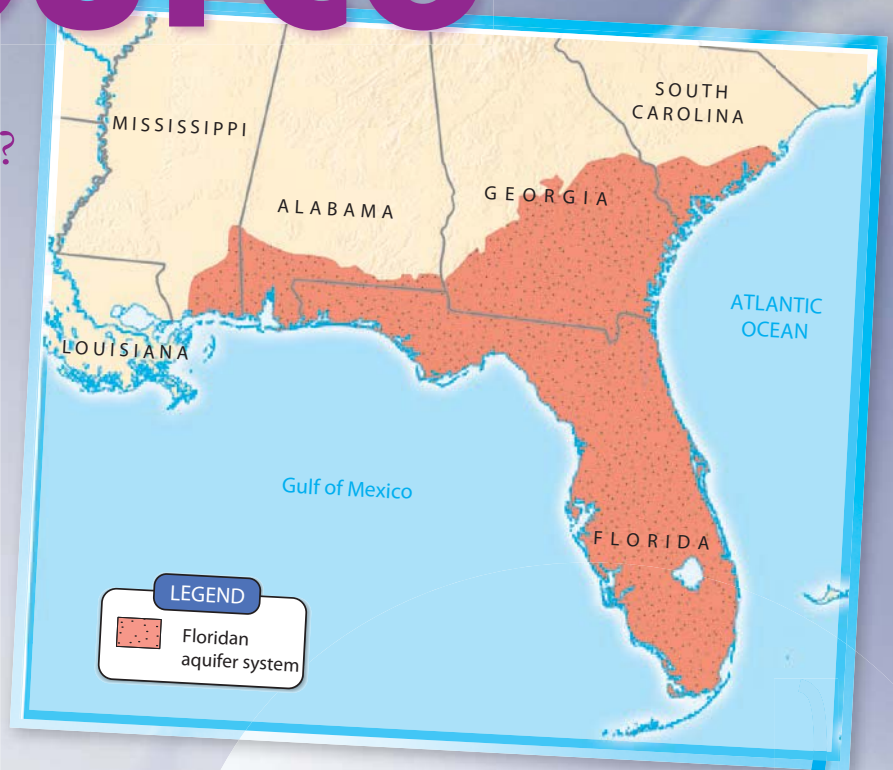 ?
SOUTH
CAROLINA
MISSISSIPPI
GEORGIA
ALABAMA
ATLANTIC
OCEAN
LOUISIANA
Gulf of Mexico
FLORIDA
LEGEND
Floridan
aquifer system